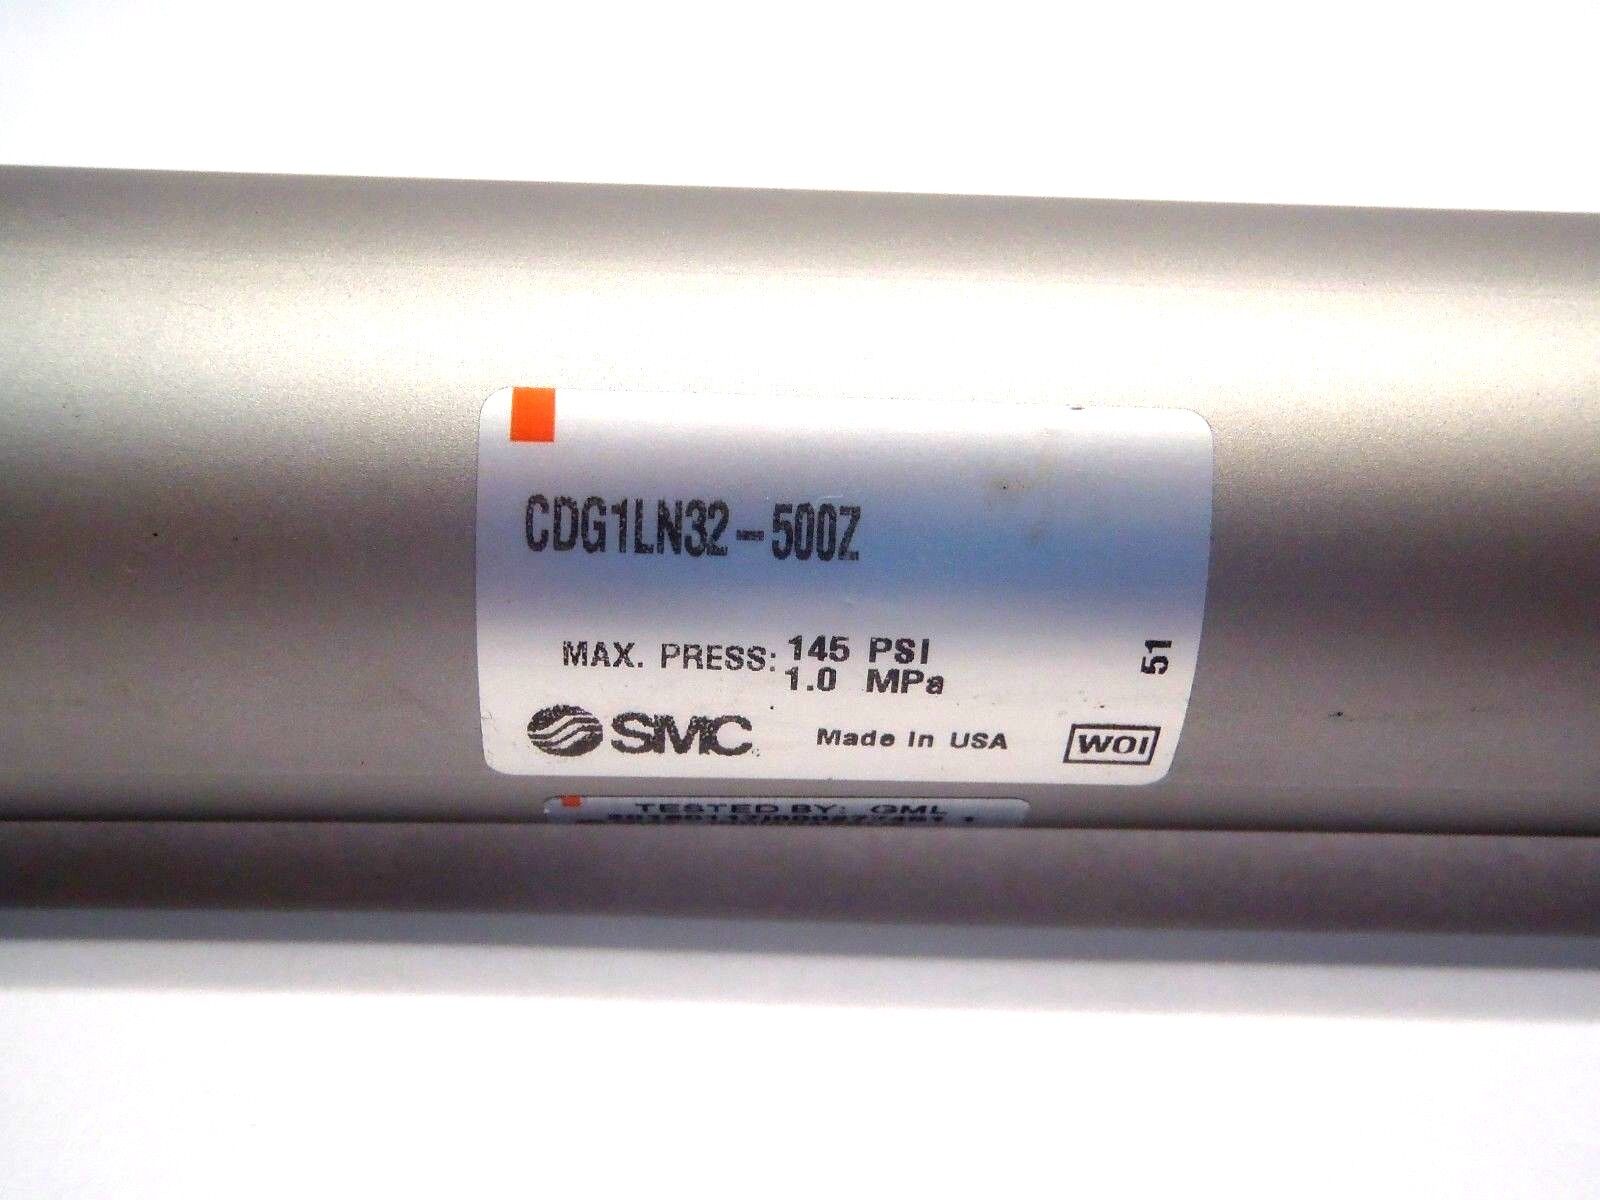 CDG1LN32-500Z
MAX. PRESS: 145 PSI
1.0 MPa
51
SMC Made In USA WOI
TESTED BY: GML